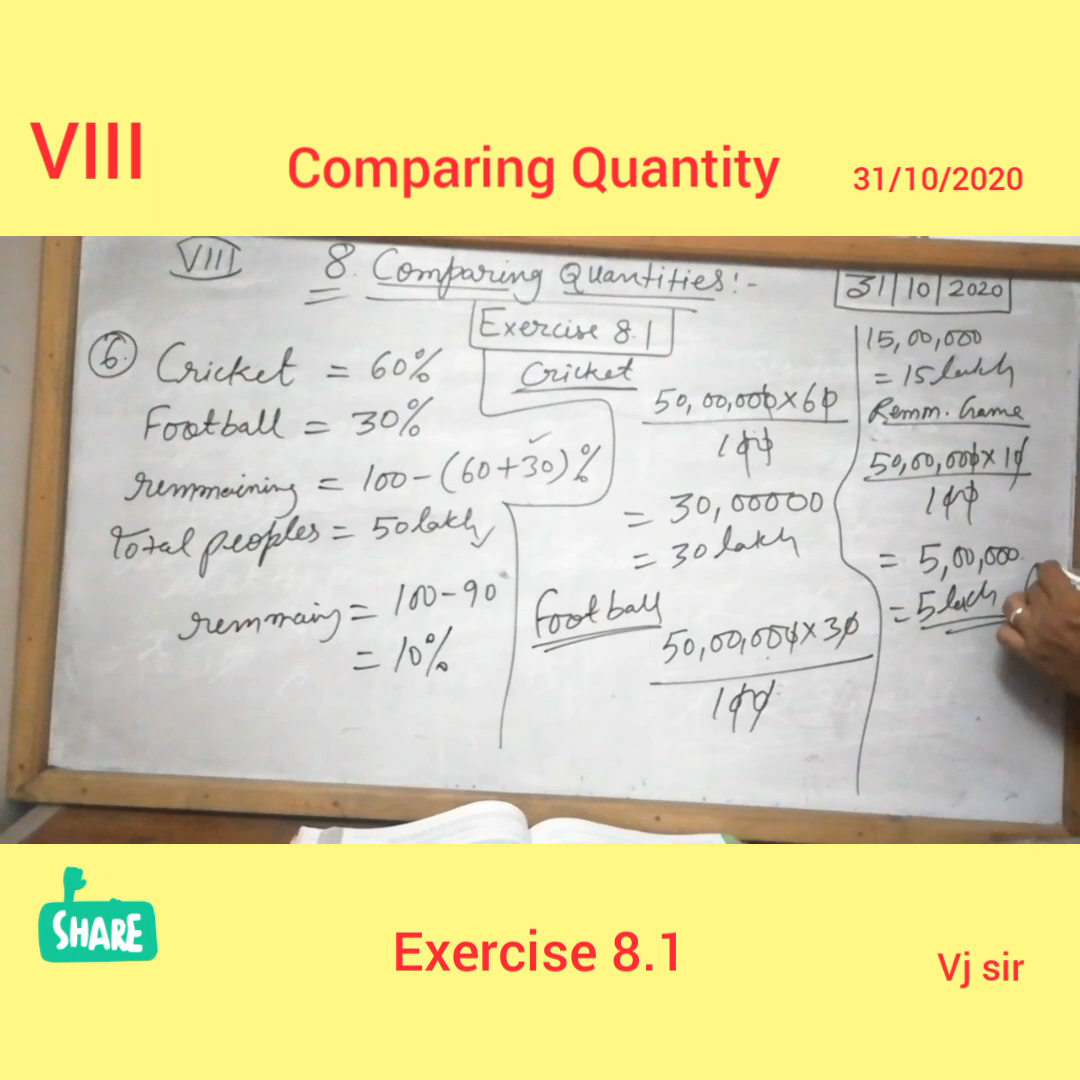 VIII
Comparing Quantity
31/10/2020
VIII
8. Comparing Quantities:-
31/10/2020
Exercise 8.1
6. Cricket = 60%
Football = 30%
remmaining = 100-(60+30)%
Total peoples = 50 lakh
remmaing = 100-90
= 10%
Cricket
50,00,000×60
100
= 30,00000
= 30 lakh
Football
50,00,000×30
100
15,00,000
= 15 lakh
Remm. Game
50,00,000×10
100
= 5,00,000
= 5 lakh
SHARE
Exercise 8.1
Vj sir